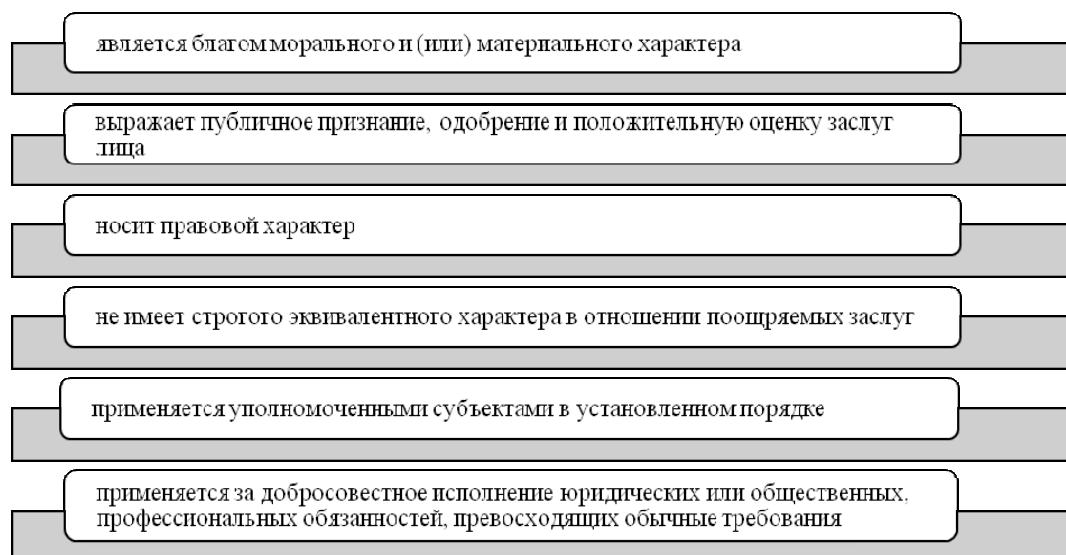 является благом морального и (или) материального характера
выражает публичное признание, одобрение и положительную оценку заслуг
лица
носит правовой характер
не имеет строгого эквивалентного характера в отношении поощряемых заслуг
применяется уполномоченными субъектами в установленном порядке
применяется за добросовестное исполнение юридических или общественных,
профессиональных обязанностей, превосходящих обычные требования